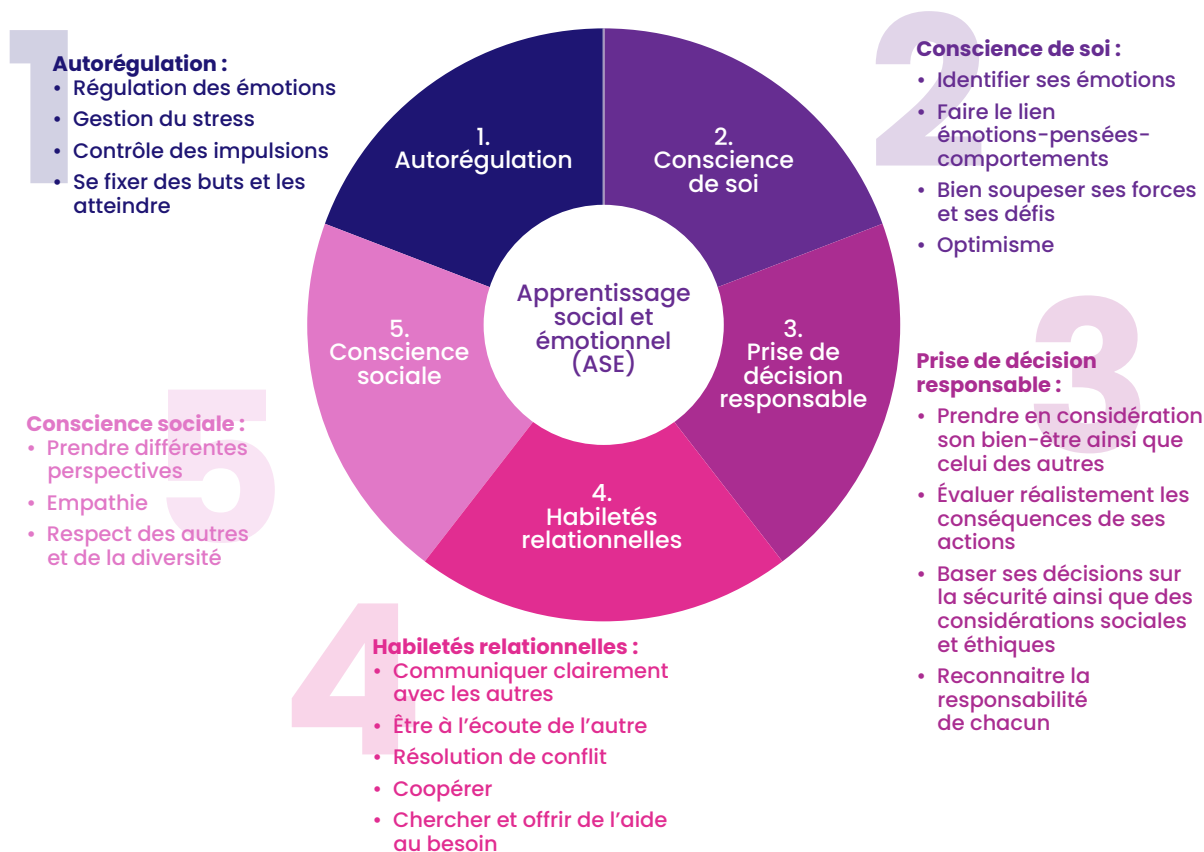 1
Autorégulation :
• Régulation des émotions
• Gestion du stress
• Contrôle des impulsions
• Se fixer des buts et les
atteindre
1.
Autorégulation
2.
Conscience
de soi
3.
Prise de
décision
responsable
4.
Habiletés
relationnelles
5.
Conscience
sociale
Apprentissage
social et
émotionnel
(ASE)
2
Conscience de soi :
• Identifier ses émotions
• Faire le lien
émotions-pensées-
comportements
• Bien soupeser ses forces
et ses défis
• Optimisme
3
Prise de décision
responsable :
• Prendre en considération
son bien-être ainsi que
celui des autres
• Évaluer réalistement les
conséquences de ses
actions
• Baser ses décisions sur
la sécurité ainsi que des
considérations sociales
et éthiques
• Reconnaitre la
responsabilité
de chacun
4
Habiletés relationnelles :
• Communiquer clairement
avec les autres
• Être à l’écoute de l’autre
• Résolution de conflit
• Coopérer
• Chercher et offrir de l’aide
au besoin
5
Conscience sociale :
• Prendre différentes
perspectives
• Empathie
• Respect des autres
et de la diversité